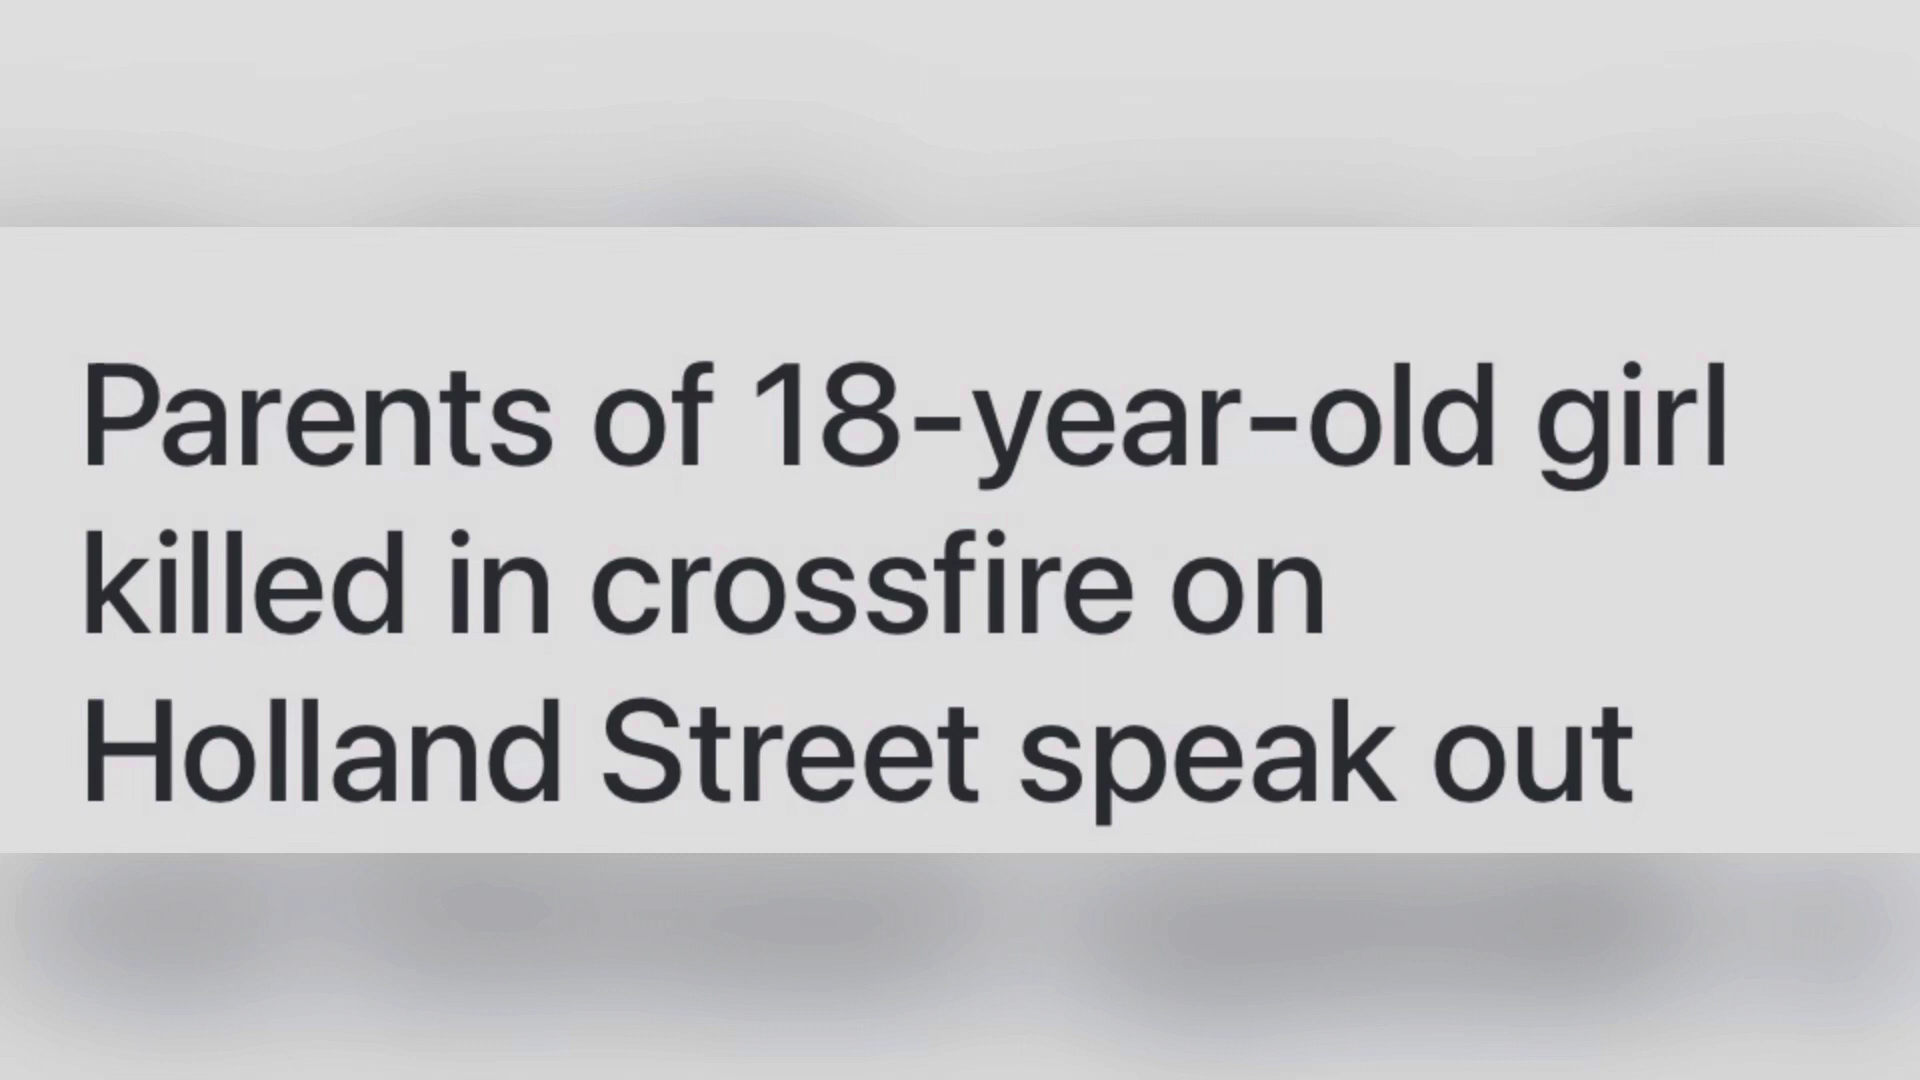 Parents of 18-year-old girl
killed in crossfire on
Holland Street speak out